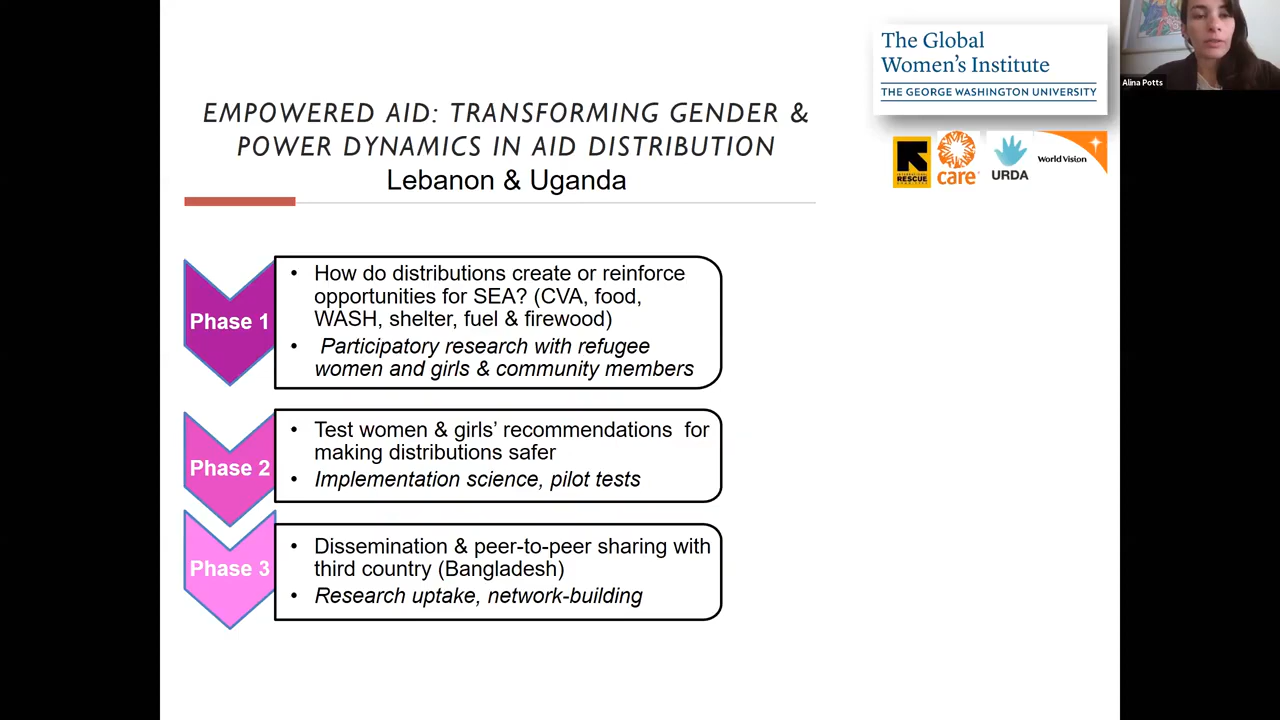 The Global
Women's Institute
THE GEORGE WASHINGTON UNIVERSITY
Alina Potts
EMPOWERED AID: TRANSFORMING GENDER &
POWER DYNAMICS IN AID DISTRIBUTION
Lebanon & Uganda
RESCUE
care
URDA
World Vision
Phase 1
• How do distributions create or reinforce
opportunities for SEA? (CVA, food,
WASH, shelter, fuel & firewood)
• Participatory research with refugee
women and girls & community members
Phase 2
• Test women & girls’ recommendations for
making distributions safer
• Implementation science, pilot tests
Phase 3
• Dissemination & peer-to-peer sharing with
third country (Bangladesh)
• Research uptake, network-building